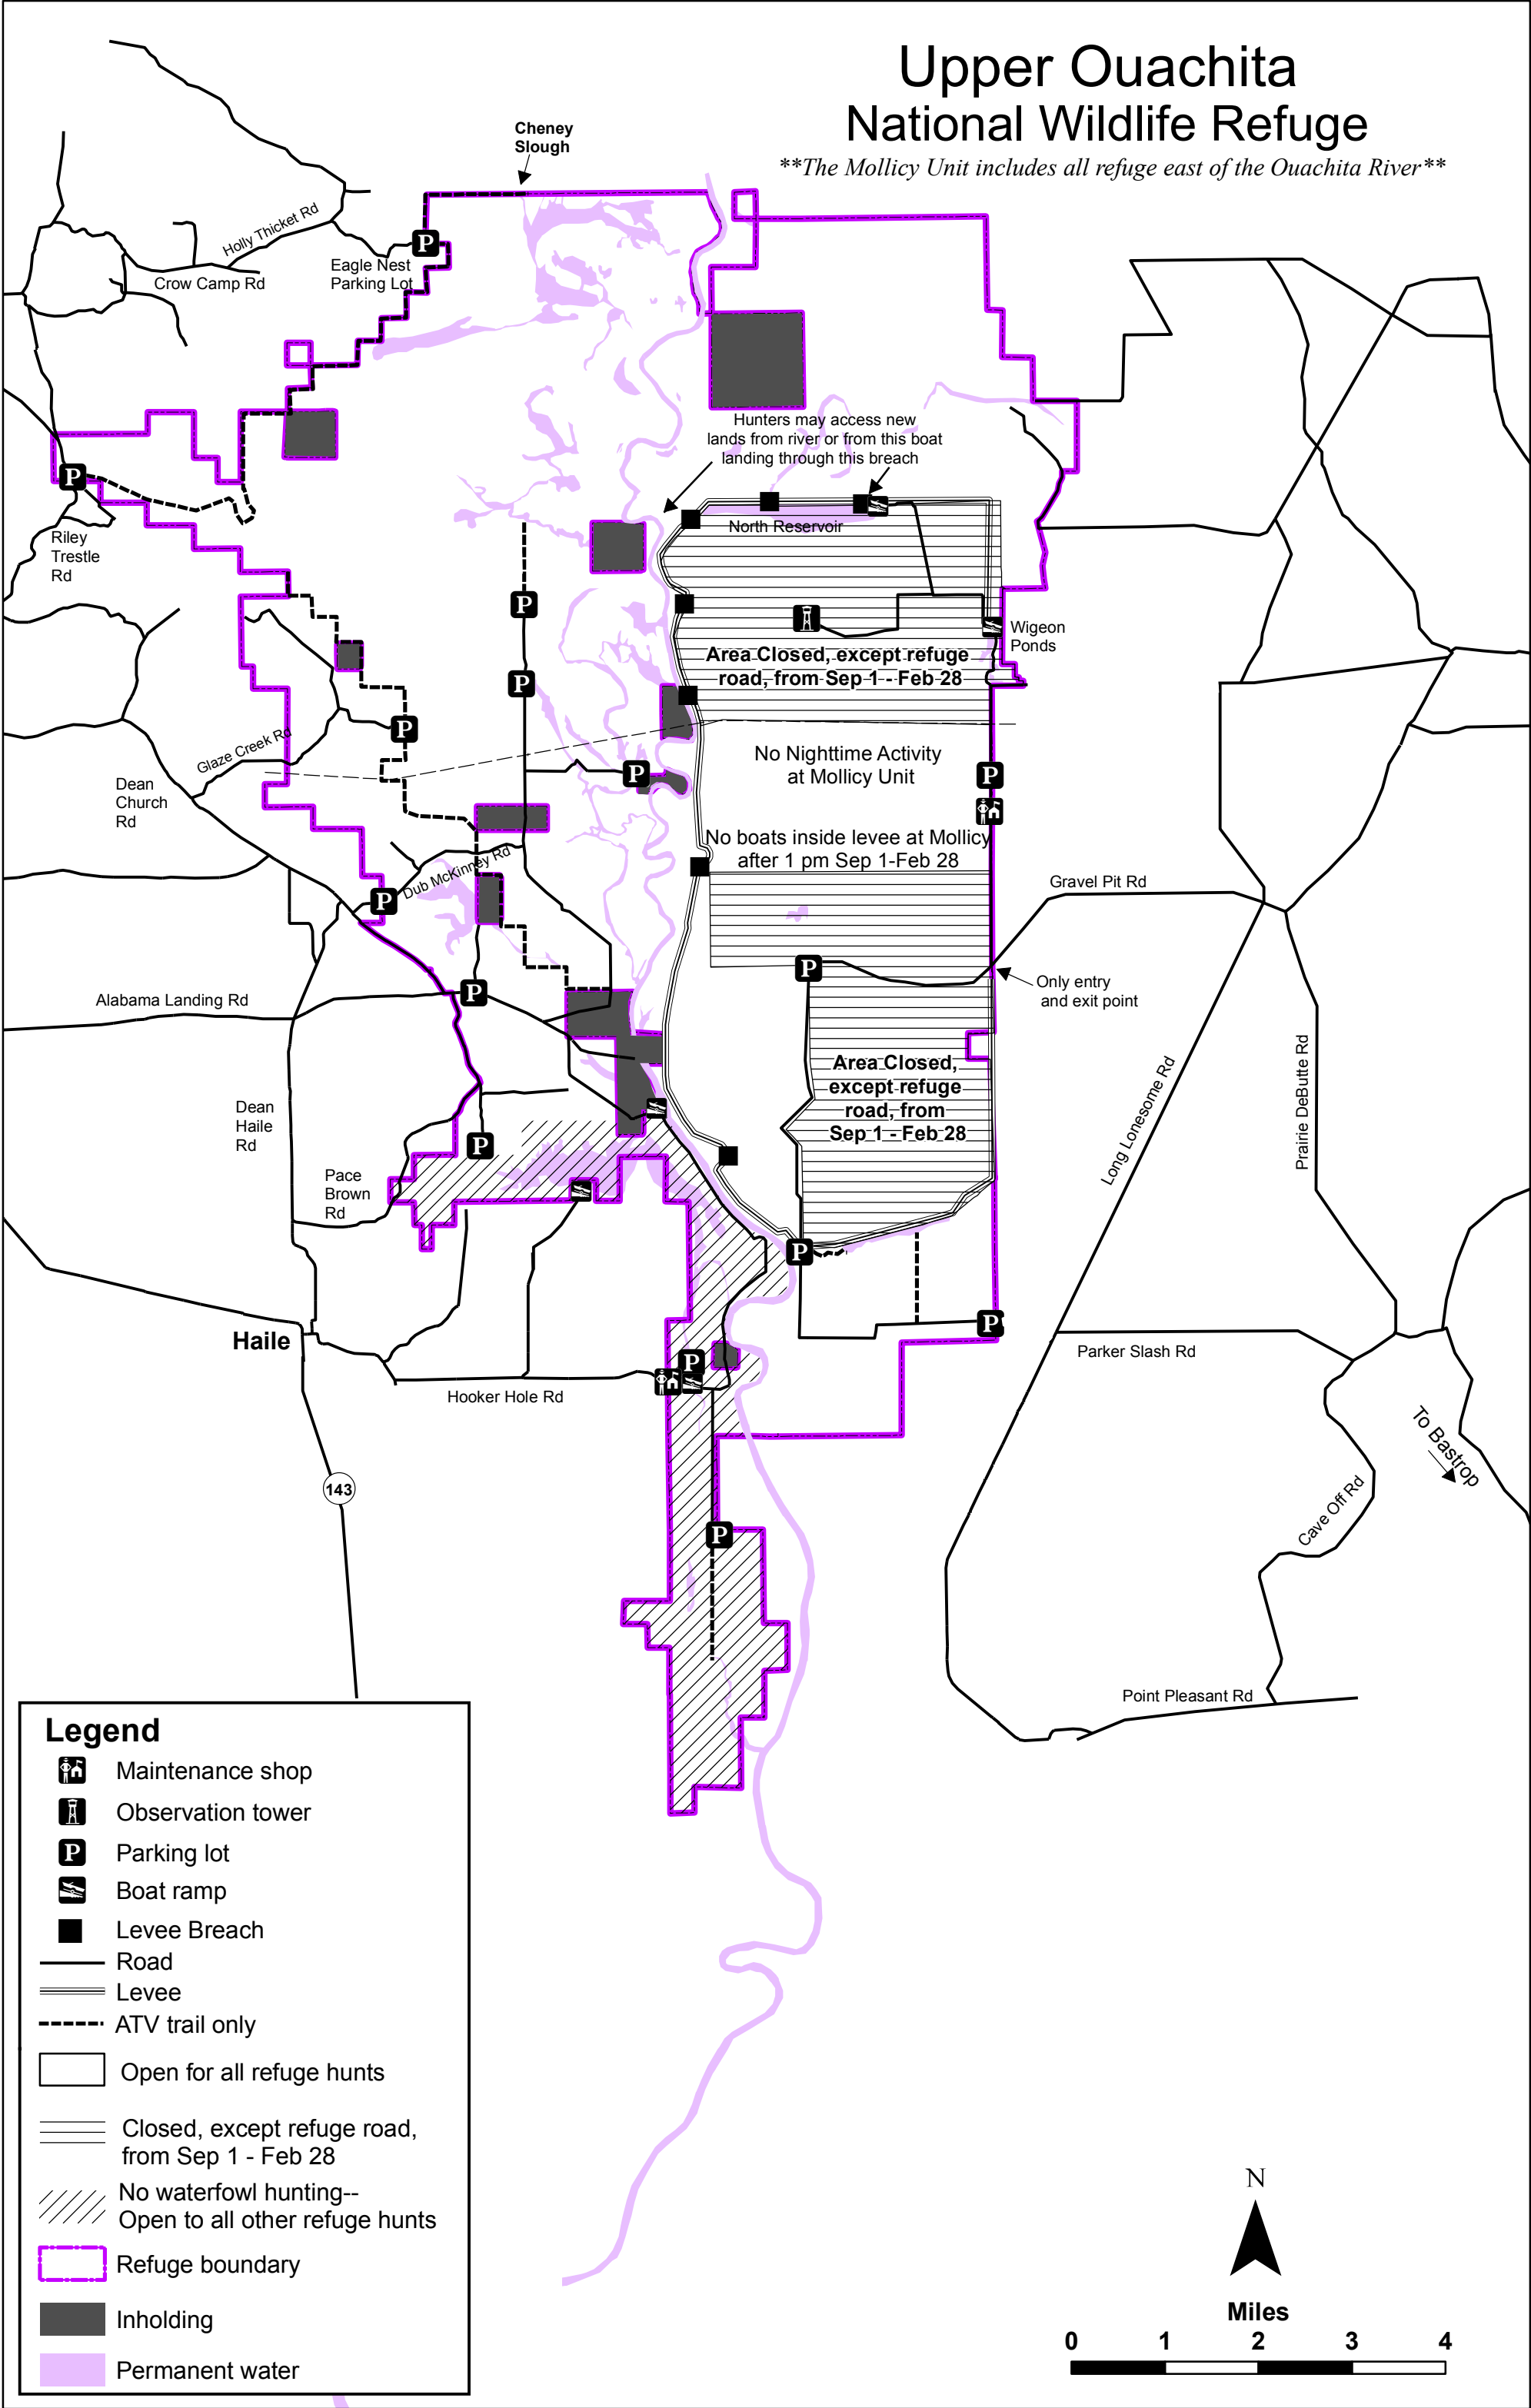 Upper Ouachita
National Wildlife Refuge
**The Mollicy Unit includes all refuge east of the Ouachita River**
Cheney
Slough
Holly Thicket Rd
P
Eagle Nest
Parking Lot
Crow Camp Rd
Hunters may access new
lands from river or from this boat
landing through this breach
P
North Reservoir
Riley
Trestle
Rd
P
Wigeon
Ponds
Area Closed, except refuge
road, from Sep 1 - Feb 28
P
P
Glaze Creek Rd
No Nighttime Activity
at Mollicy Unit
P
P
Dean
Church
Rd
No boats inside levee at Mollicy
after 1 pm Sep 1-Feb 28
Dub McKinney Rd
Gravel Pit Rd
P
P
Only entry
and exit point
P
Alabama Landing Rd
Area Closed,
except refuge
road, from
Sep 1 - Feb 28
Long Lonesome Rd
Prairie DeButte Rd
Dean
Haile
Rd
P
Pace
Brown
Rd
P
P
Haile
Parker Slash Rd
P
Hooker Hole Rd
To Bastrop
143
Cave Off Rd
P
Point Pleasant Rd
Legend
Maintenance shop
Observation tower
P Parking lot
Boat ramp
Levee Breach
Road
Levee
ATV trail only
Open for all refuge hunts
Closed, except refuge road,
from Sep 1 - Feb 28
No waterfowl hunting--
Open to all other refuge hunts
Refuge boundary
Inholding
Permanent water
N
Miles
0 1 2 3 4